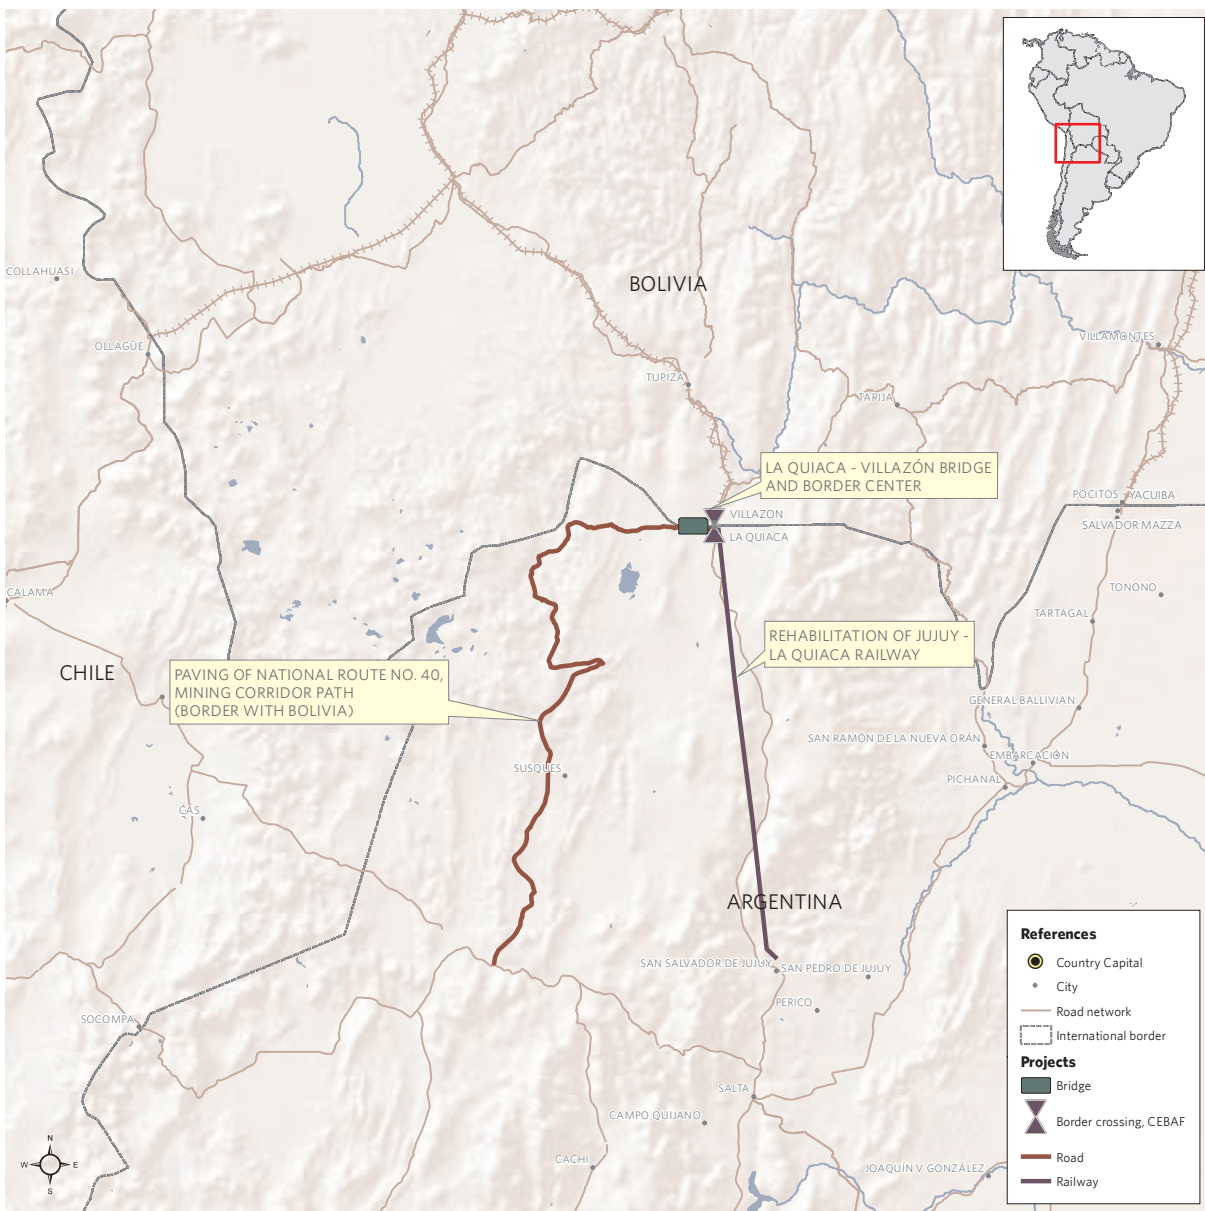 BOLIVIA
COLLAHUASI
OLLAGÜE
VILLAMONTES
TUPIZA
TARIJA
LA QUIACA - VILLAZÓN BRIDGE
AND BORDER CENTER
POCITOS
YACUIBA
VILLAZON
SALVADOR MAZZA
LA QUIACA
CALAMA
TONONO
TARTAGAL
REHABILITATION OF JUJUY -
LA QUIACA RAILWAY
CHILE
PAVING OF NATIONAL ROUTE NO. 40,
MINING CORRIDOR PATH
(BORDER WITH BOLIVIA)
GENERAL BALLIVIAN
SAN RAMÓN DE LA NUEVA ORÁN
EMBARCACIÓN
SUSQUES
PICHANAL
CAS
ARGENTINA
SAN SALVADOR DE JUJUY
SAN PEDRO DE JUJUY
PERICO
SOCOMPA
SALTA
CAMPO QUIJANO
CACHI
JOAQUÍN V GONZÁLEZ
N
W
E
S
References
Country Capital
City
Road network
International border
Projects
Bridge
Border crossing, CEBAF
Road
Railway